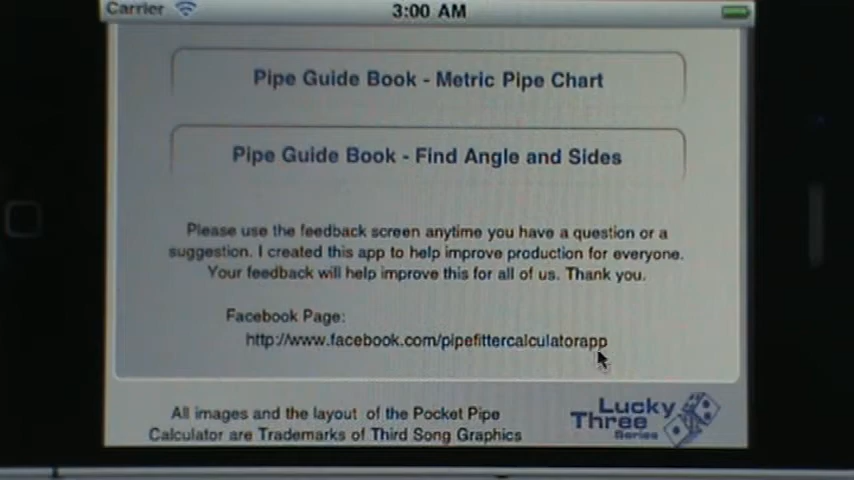 Carrier 3:00 AM
Pipe Guide Book - Metric Pipe Chart
Pipe Guide Book - Find Angle and Sides
Please use the feedback screen anytime you have a question or a
suggestion. I created this app to help improve production for everyone.
Your feedback will help improve this for all of us. Thank you.
Facebook Page:
http://www.facebook.com/pipefittercalculatorapp
All images and the layout of the Pocket Pipe
Calculator are Trademarks of Third Song Graphics
Lucky
Three
Series